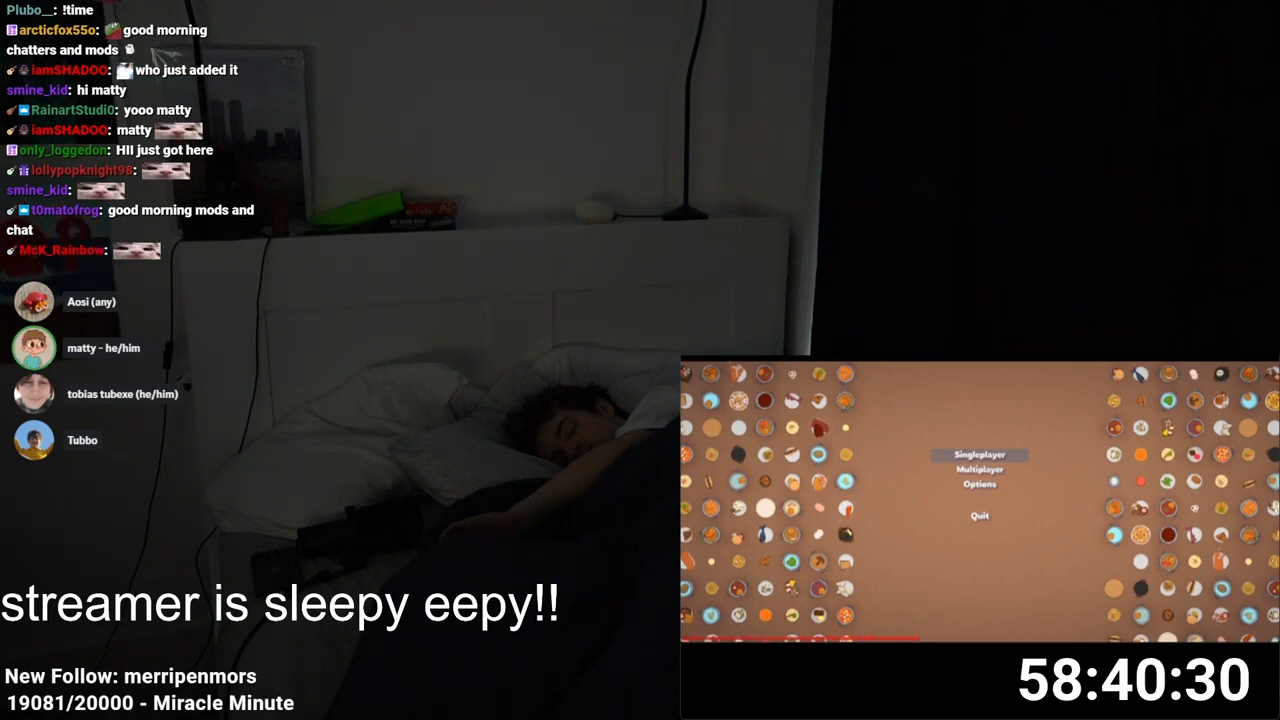 Plubo__: !time
arcticfox55o: good morning
chatters and mods
iamSHADOO: who just added it
smine_kid: hi matty
RainartStudi0: yooo matty
iamSHADOO: matty
only_loggedon: HII just got here
lollypopknight98:
smine_kid:
t0matofrog: good morning mods and
chat
McK_Rainbow:
Aosi (any)
matty - he/him
tobias tubexe (he/him)
Tubbo
Singleplayer
Multiplayer
Options
Quit
streamer is sleepy eepy!!
New Follow: merripenmors
19081/20000 - Miracle Minute
58:40:30